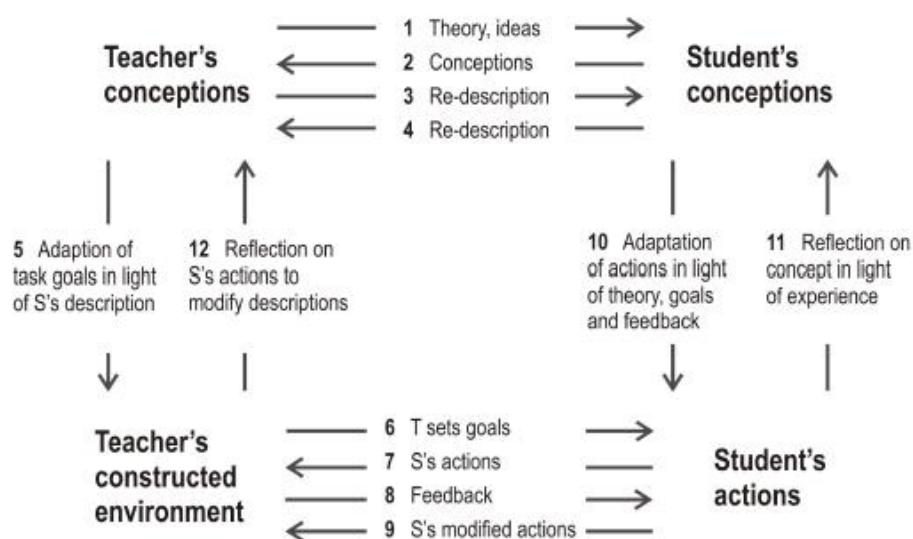 1 Theory, ideas
Teacher's
conceptions
2 Conceptions
3 Re-description
4 Re-description
Student's
conceptions
5 Adaption of
task goals in light
of S's description
12 Reflection on
S's actions to
modify descriptions
10 Adaptation
of actions in light
of theory, goals
and feedback
11 Reflection on
concept in light
of experience
Teacher's
constructed
environment
6 T sets goals
7 S's actions
8 Feedback
9 S's modified actions
Student's
actions